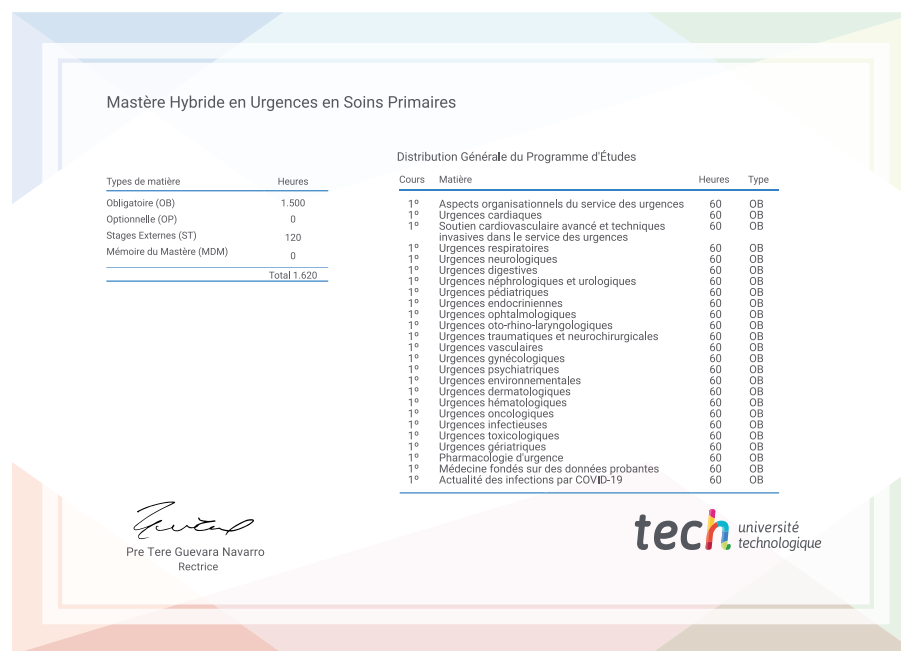 Mastère Hybride en Urgences en Soins Primaires
Types de matière Heures
Obligatoire (OB) 1.500
Optionnelle (OP) 0
Stages Externes (ST) 120
Mémoire du Mastère (MDM) 0
Total 1.620
Distribution Générale du Programme d'Études
Cours Matière Heures Type
1º Aspects organisationnels du service des urgences 60 OB
1º Urgences cardiaques 60 OB
1º Soutien cardiovasculaire avancé et techniques 60 OB
invasives dans le service des urgences
1º Urgences respiratoires 60 OB
1º Urgences neurologiques 60 OB
1º Urgences digestives 60 OB
1º Urgences néphrologiques et urologiques 60 OB
1º Urgences pédiatriques 60 OB
1º Urgences endocriniennes 60 OB
1º Urgences ophtalmologiques 60 OB
1º Urgences oto-rhino-laryngologiques 60 OB
1º Urgences traumatiques et neurochirurgicales 60 OB
1º Urgences vasculaires 60 OB
1º Urgences gynécologiques 60 OB
1º Urgences psychiatriques 60 OB
1º Urgences environnementales 60 OB
1º Urgences dermatologiques 60 OB
1º Urgences hématologiques 60 OB
1º Urgences oncologiques 60 OB
1º Urgences infectieuses 60 OB
1º Urgences toxicologiques 60 OB
1º Urgences gériatriques 60 OB
1º Pharmacologie d'urgence 60 OB
1º Médecine fondés sur des données probantes 60 OB
1º Actualité des infections par COVID-19 60 OB
Pre Tere Guevara Navarro
Rectrice
tech université
technologique